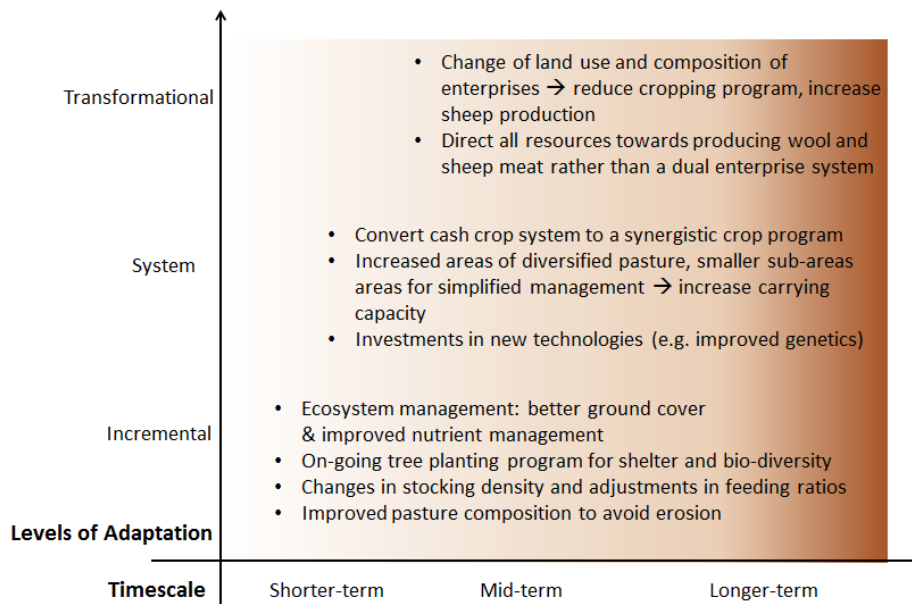 Transformational
• Change of land use and composition of
enterprises → reduce cropping program, increase
sheep production
• Direct all resources towards producing wool and
sheep meat rather than a dual enterprise system
System
• Convert cash crop system to a synergistic crop program
• Increased areas of diversified pasture, smaller sub-areas
areas for simplified management → increase carrying
capacity
• Investments in new technologies (e.g. improved genetics)
Incremental
• Ecosystem management: better ground cover
& improved nutrient management
• On-going tree planting program for shelter and bio-diversity
• Changes in stocking density and adjustments in feeding ratios
• Improved pasture composition to avoid erosion
Levels of Adaptation
Timescale
Shorter-term
Mid-term
Longer-term